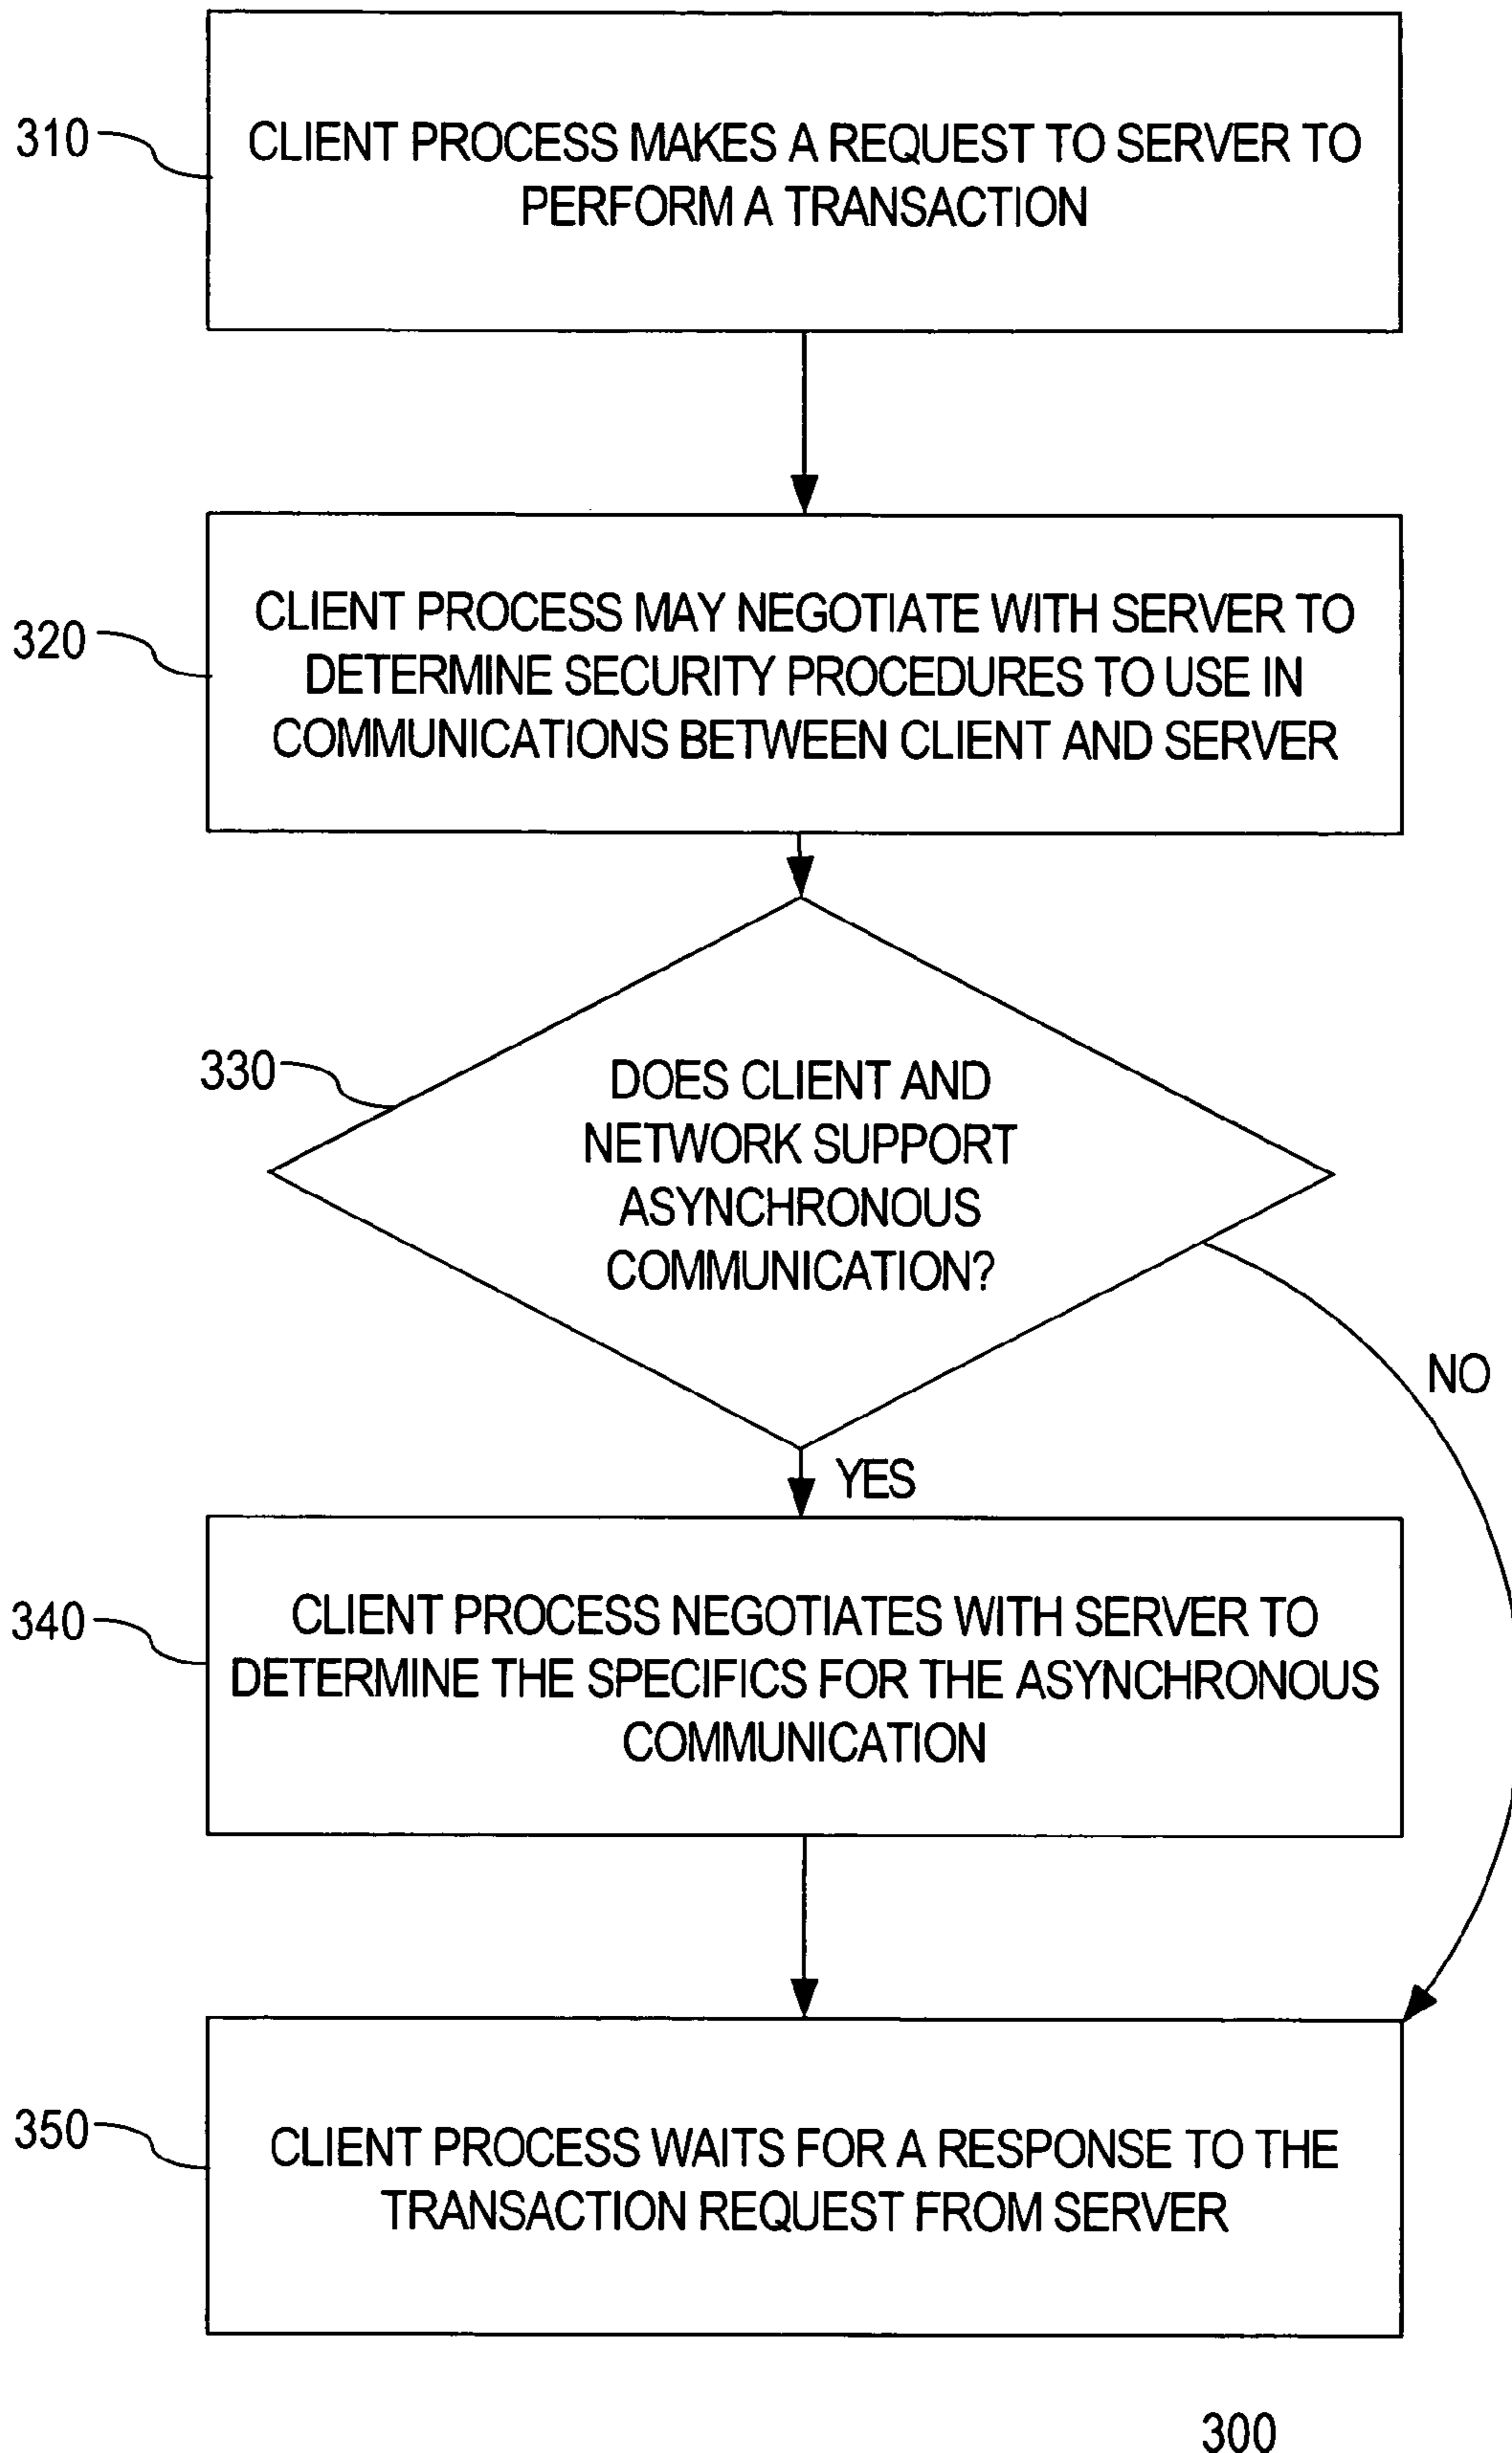 310
CLIENT PROCESS MAKES A REQUEST TO SERVER TO
PERFORM A TRANSACTION
320
CLIENT PROCESS MAY NEGOTIATE WITH SERVER TO
DETERMINE SECURITY PROCEDURES TO USE IN
COMMUNICATIONS BETWEEN CLIENT AND SERVER
330
DOES CLIENT AND
NETWORK SUPPORT
ASYNCHRONOUS
COMMUNICATION?
NO
YES
340
CLIENT PROCESS NEGOTIATES WITH SERVER TO
DETERMINE THE SPECIFICS FOR THE ASYNCHRONOUS
COMMUNICATION
350
CLIENT PROCESS WAITS FOR A RESPONSE TO THE
TRANSACTION REQUEST FROM SERVER
300